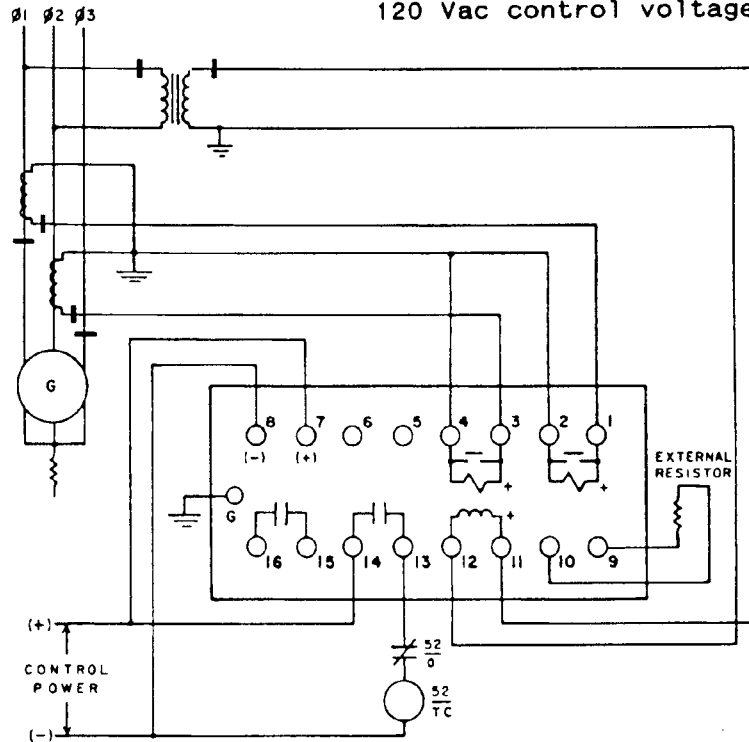 120 Vac control voltage
Ø1 Ø2 Ø3
G
8 7 6 5 4 3 2 1
(-) (+)
+ +
EXTERNAL
RESISTOR
G
+
16 15 14 13 12 11 10 9
(+)
CONTROL
POWER
(-)
52
0
52
TC